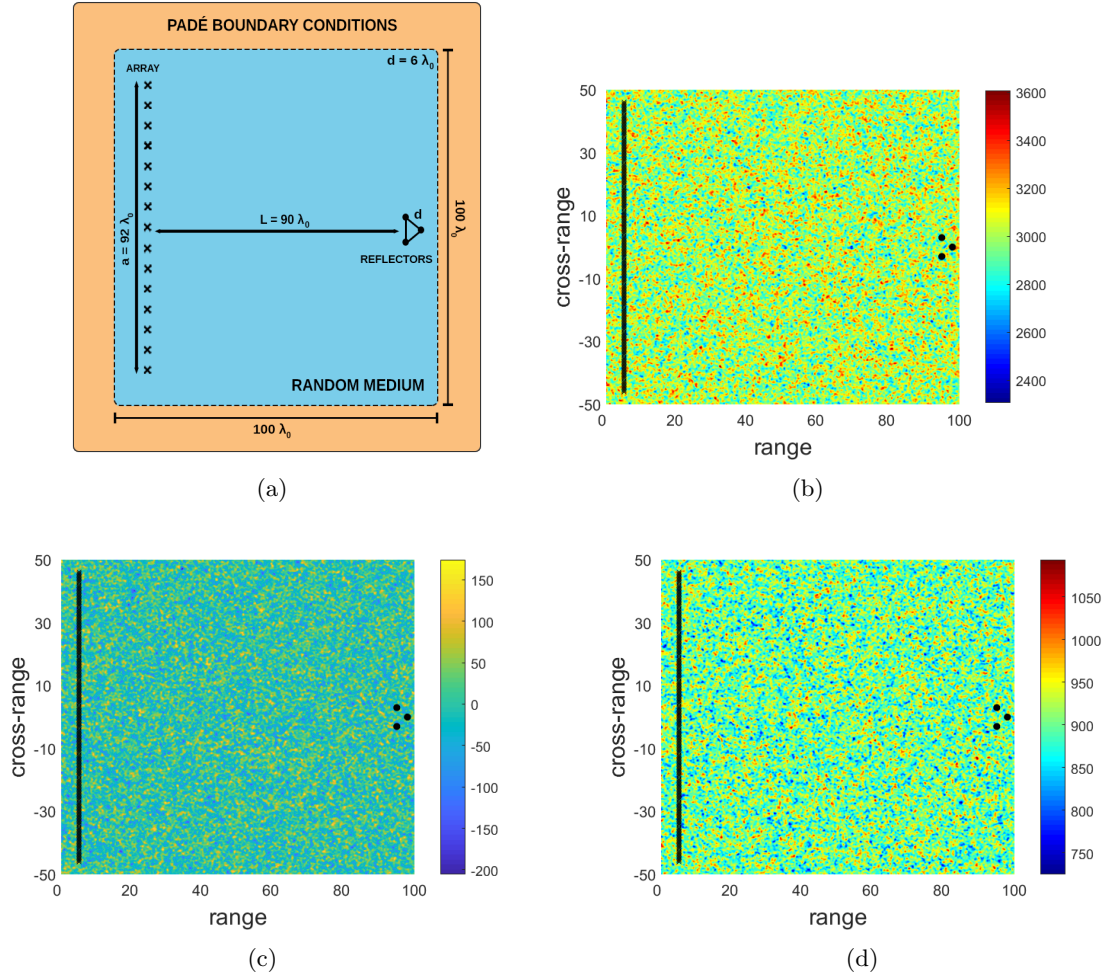 PADÉ BOUNDARY CONDITIONS
d = 6 λ₀
ARRAY
a = 92 λ₀
L = 90 λ₀
d
REFLECTORS
100 λ₀
RANDOM MEDIUM
100 λ₀
(a)
50
30
10
-10
-30
-50
cross-range
0
20
40
60
80
100
range
3600
3400
3200
3000
2800
2600
2400
(b)
50
30
10
-10
-30
-50
cross-range
0
20
40
60
80
100
range
150
100
50
0
-50
-100
-150
-200
(c)
50
30
10
-10
-30
-50
cross-range
0
20
40
60
80
100
range
1050
1000
950
900
850
800
750
(d)